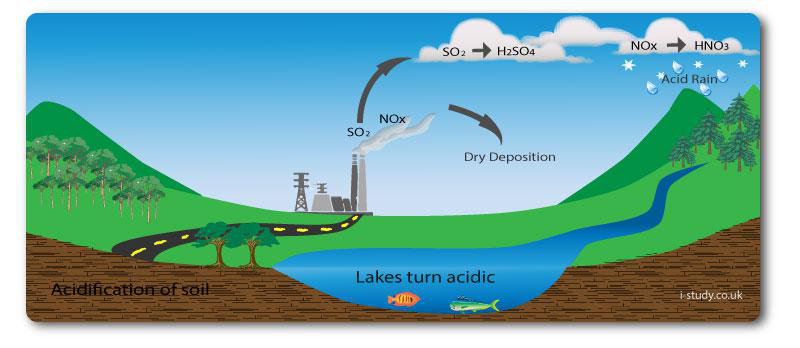 SO₂ → H₂SO₄
NOx → HNO₃
Acid Rain
NOx
SO₂
Dry Deposition
Lakes turn acidic
Acidification of soil
i-study.co.uk